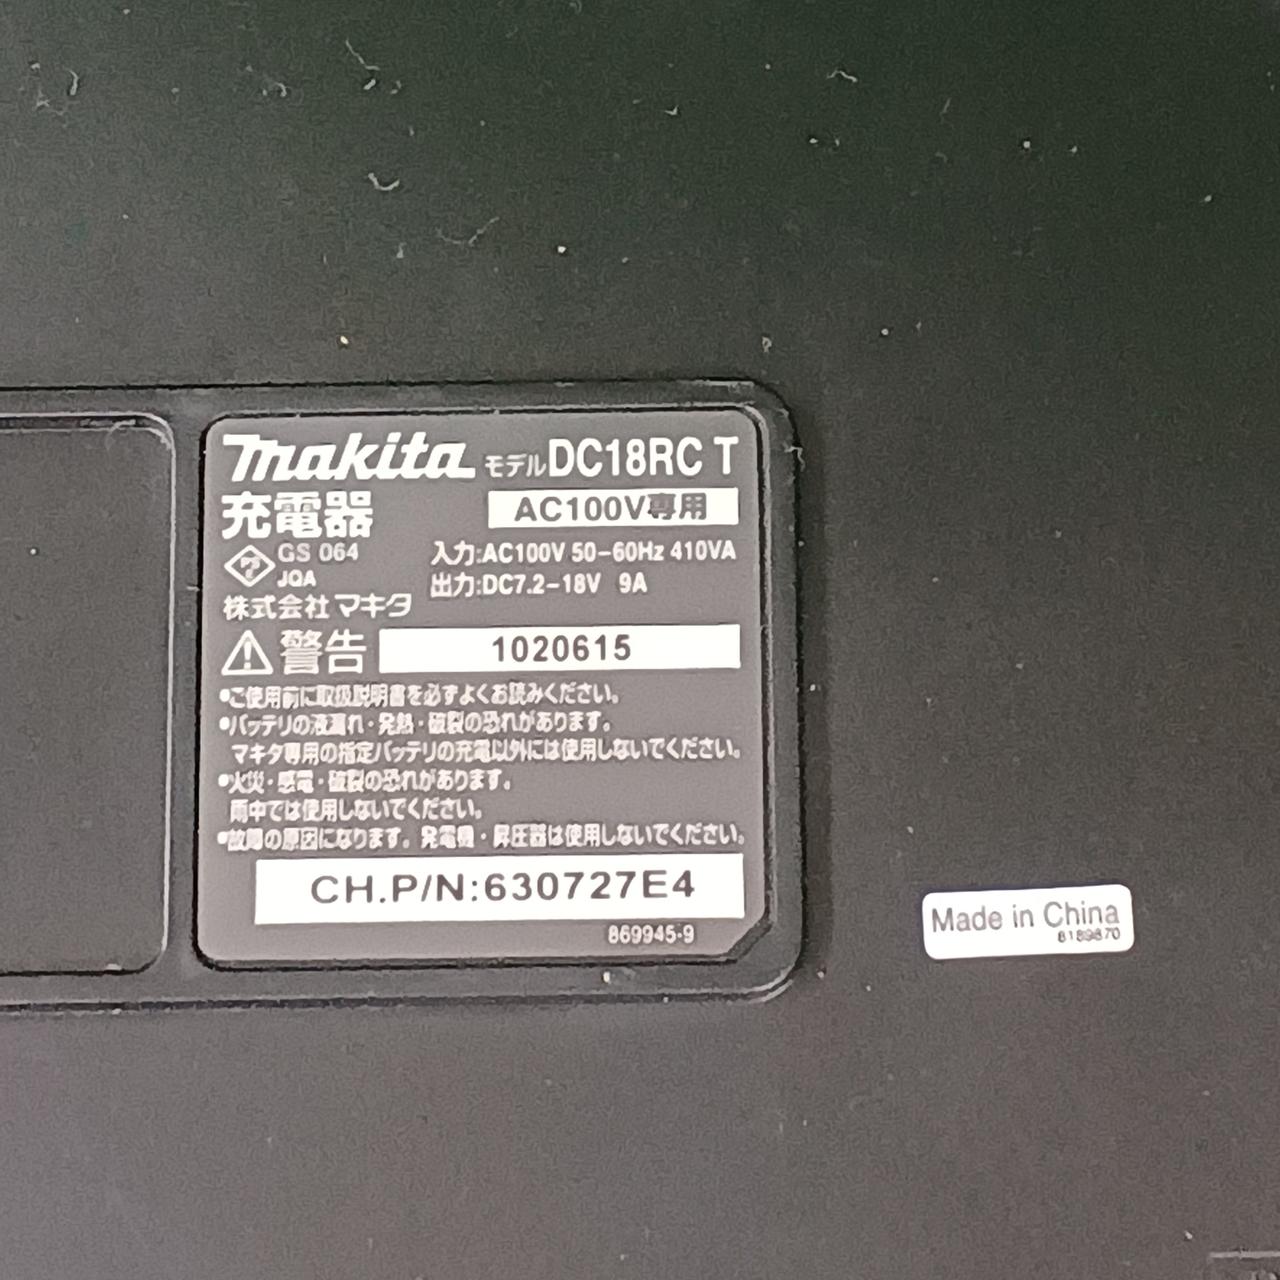 makita モデルDC18RC T
充電器 AC100V専用
GS 064
JQA
入力:AC100V 50-60Hz 410VA
出力:DC7.2-18V 9A
株式会社 マキタ
警告 1020615
•ご使用前に取扱説明書を必ずよくお読みください。
•バッテリの液漏れ・発熱・破裂の恐れがあります。
マキタ専用の指定バッテリの充電以外には使用しないでください。
•火災・感電・破裂の恐れがあります。
雨中では使用しないでください。
•故障の原因になります。発電機・昇圧器は使用しないでください。
CH.P/N:630727E4
869945-9
Made in China
8189870